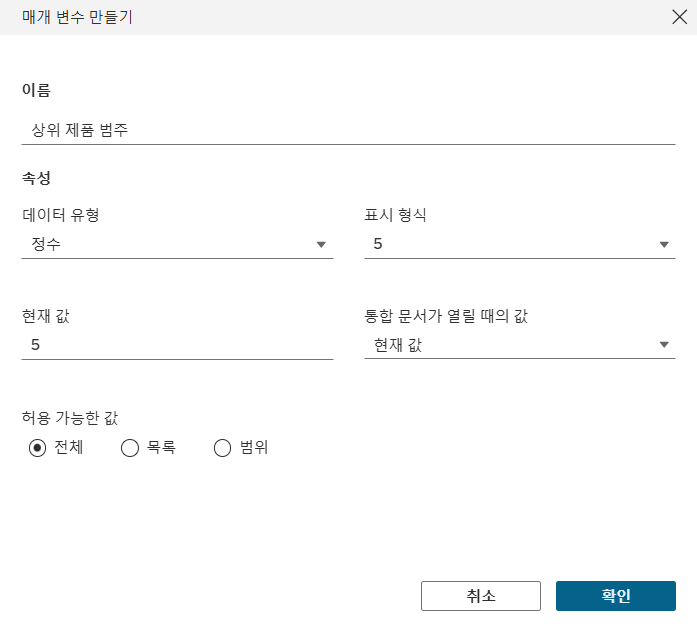 매개 변수 만들기
이름
상위 제품 범주
속성
데이터 유형
표시 형식
정수
5
현재 값
통합 문서가 열릴 때의 값
5
현재 값
허용 가능한 값
전체 목록 범위
취소 확인